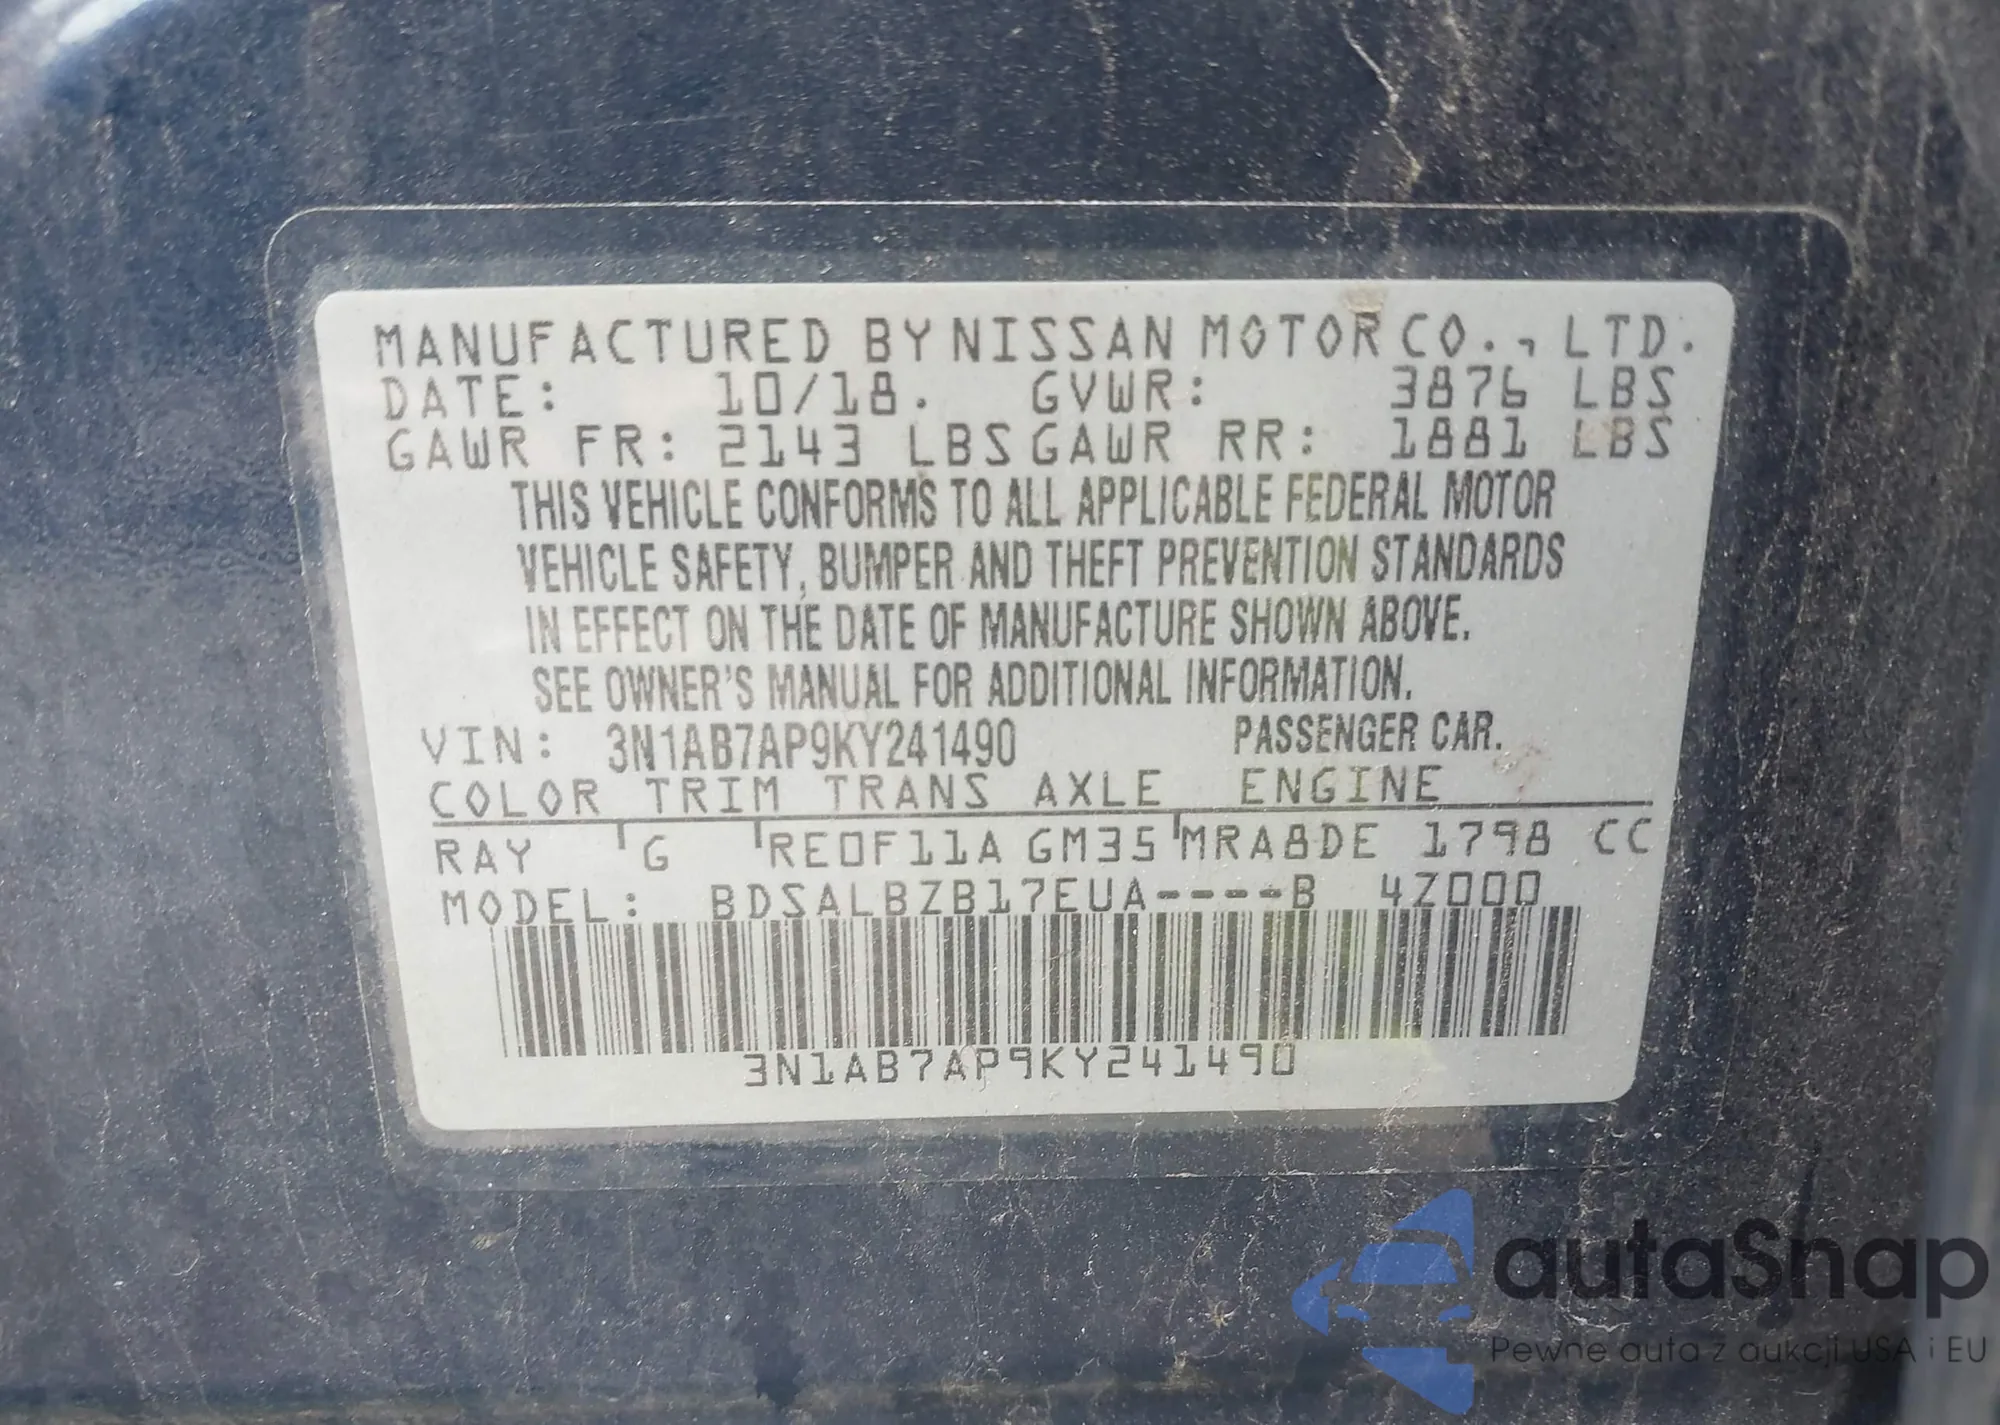 MANUFACTURED BY NISSAN MOTOR CO., LTD.
DATE: 10/18. GVWR: 3876 LBS
GAWR FR: 2143 LBS GAWR RR: 1881 LBS
THIS VEHICLE CONFORMS TO ALL APPLICABLE FEDERAL MOTOR
VEHICLE SAFETY, BUMPER AND THEFT PREVENTION STANDARDS
IN EFFECT ON THE DATE OF MANUFACTURE SHOWN ABOVE.
SEE OWNER'S MANUAL FOR ADDITIONAL INFORMATION.
VIN: 3N1AB7AP9KY241490 PASSENGER CAR.
COLOR TRIM TRANS AXLE ENGINE
RAY G RE0F11A GM35 MRA8DE 1798 CC
MODEL: BDSALBZB17EUA----B 4Z000
3N1AB7AP9KY241490
autaSnap
Pewne auta z aukcji USA i EU